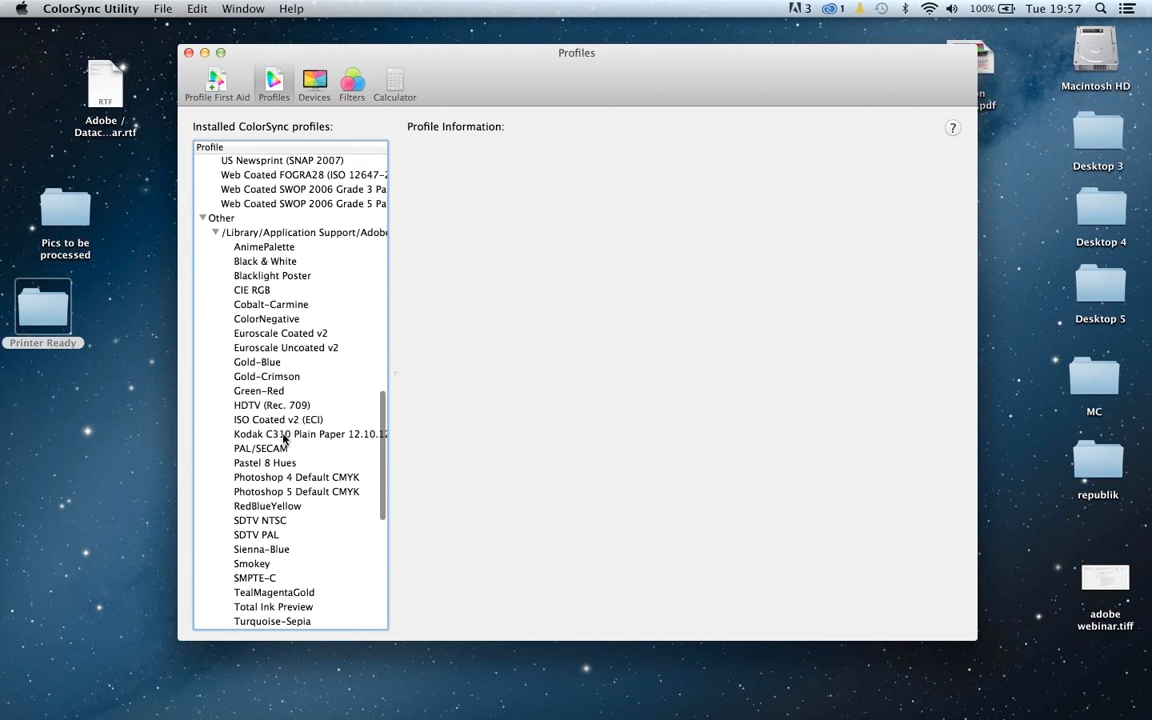 ColorSync Utility File Edit Window Help 3 1 100% Tue 19:57
Profiles
Profile First Aid Profiles Devices Filters Calculator
Installed ColorSync profiles:
Profile Information:
?
Profile
US Newsprint (SNAP 2007)
Web Coated FOGRA28 (ISO 12647-2
Web Coated SWOP 2006 Grade 3 Pa
Web Coated SWOP 2006 Grade 5 Pa
Other
/Library/Application Support/Adobe
AnimePalette
Black & White
Blacklight Poster
CIE RGB
Cobalt-Carmine
ColorNegative
Euroscale Coated v2
Euroscale Uncoated v2
Gold-Blue
Gold-Crimson
Green-Red
HDTV (Rec. 709)
ISO Coated v2 (ECI)
Kodak C310 Plain Paper 12.10.12
PAL/SECAM
Pastel 8 Hues
Photoshop 4 Default CMYK
Photoshop 5 Default CMYK
RedBlueYellow
SDTV NTSC
SDTV PAL
Sienna-Blue
Smokey
SMPTE-C
TealMagentaGold
Total Ink Preview
Turquoise-Sepia
RTF
Adobe /
Datac...ar.rtf
Pics to be
processed
Printer Ready
on
pdf
Macintosh HD
Desktop 3
Desktop 4
Desktop 5
MC
republik
adobe
webinar.tiff